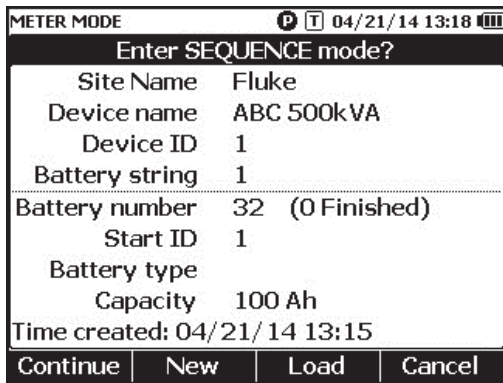 METER MODE P T 04/21/14 13:18
Enter SEQUENCE mode?
Site Name Fluke
Device name ABC 500kVA
Device ID 1
Battery string 1
Battery number 32 (0 Finished)
Start ID 1
Battery type
Capacity 100 Ah
Time created: 04/21/14 13:15
Continue New Load Cancel